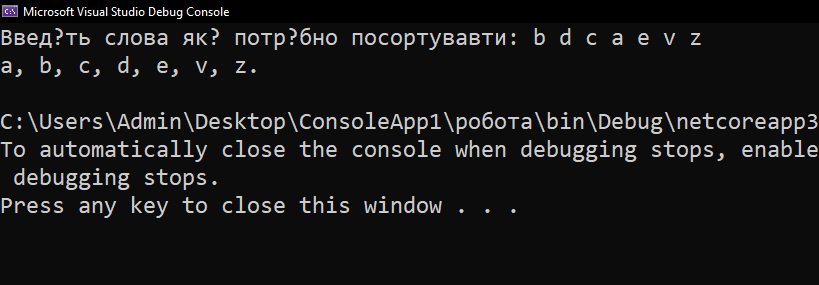 Microsoft Visual Studio Debug Console
Введ?ть слова як? потр?бно посортувавти: b d c a e v z
a, b, c, d, e, v, z.
C:\Users\Admin\Desktop\ConsoleApp1\робота\bin\Debug\netcoreapp3
To automatically close the console when debugging stops, enable
debugging stops.
Press any key to close this window . . .